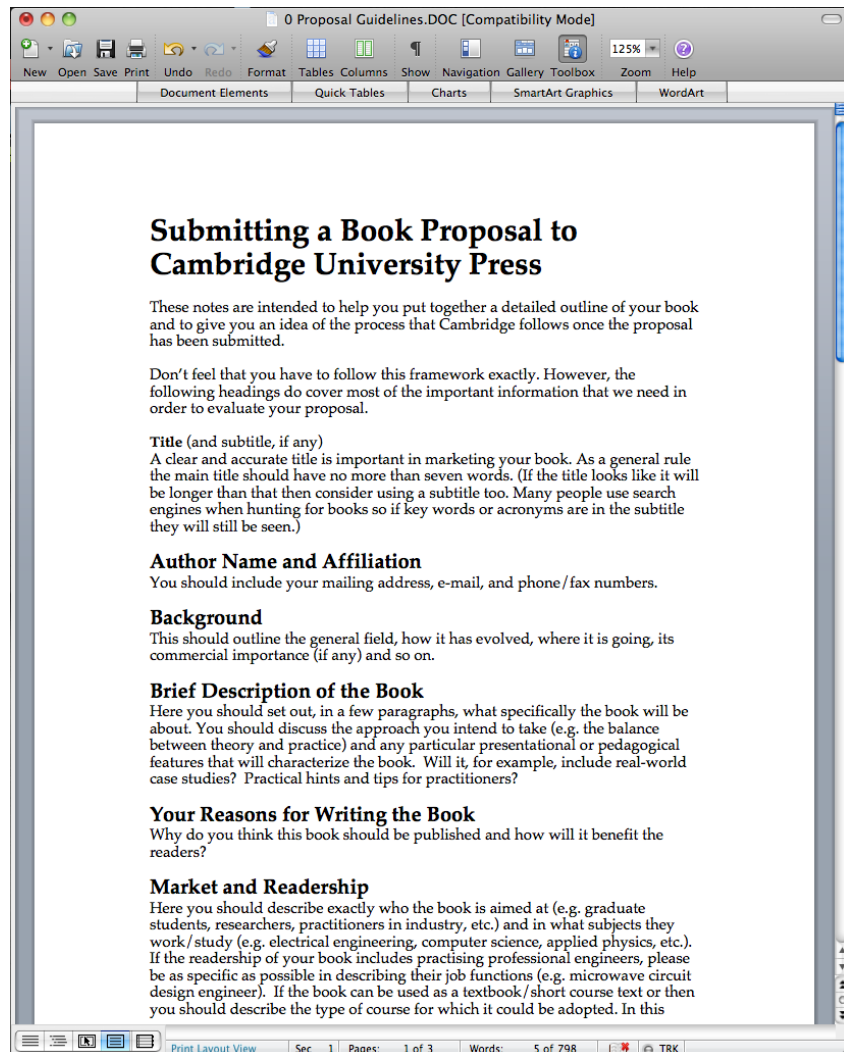 0 Proposal Guidelines.DOC [Compatibility Mode]
125%
New Open Save Print Undo Redo Format Tables Columns Show Navigation Gallery Toolbox Zoom Help
Document Elements Quick Tables Charts SmartArt Graphics WordArt
Submitting a Book Proposal to
Cambridge University Press
These notes are intended to help you put together a detailed outline of your book
and to give you an idea of the process that Cambridge follows once the proposal
has been submitted.
Don't feel that you have to follow this framework exactly. However, the
following headings do cover most of the important information that we need in
order to evaluate your proposal.
Title (and subtitle, if any)
A clear and accurate title is important in marketing your book. As a general rule
the main title should have no more than seven words. (If the title looks like it will
be longer than that then consider using a subtitle too. Many people use search
engines when hunting for books so if key words or acronyms are in the subtitle
they will still be seen.)
Author Name and Affiliation
You should include your mailing address, e-mail, and phone/fax numbers.
Background
This should outline the general field, how it has evolved, where it is going, its
commercial importance (if any) and so on.
Brief Description of the Book
Here you should set out, in a few paragraphs, what specifically the book will be
about. You should discuss the approach you intend to take (e.g. the balance
between theory and practice) and any particular presentational or pedagogical
features that will characterize the book. Will it, for example, include real-world
case studies? Practical hints and tips for practitioners?
Your Reasons for Writing the Book
Why do you think this book should be published and how will it benefit the
readers?
Market and Readership
Here you should describe exactly who the book is aimed at (e.g. graduate
students, researchers, practitioners in industry, etc.) and in what subjects they
work/study (e.g. electrical engineering, computer science, applied physics, etc.).
If the readership of your book includes practising professional engineers, please
be as specific as possible in describing their job functions (e.g. microwave circuit
design engineer). If the book can be used as a textbook/short course text or then
you should describe the type of course for which it could be adopted. In this
Print Layout View Sec 1 Pages: 1 of 3 Words: 5 of 798 TRK